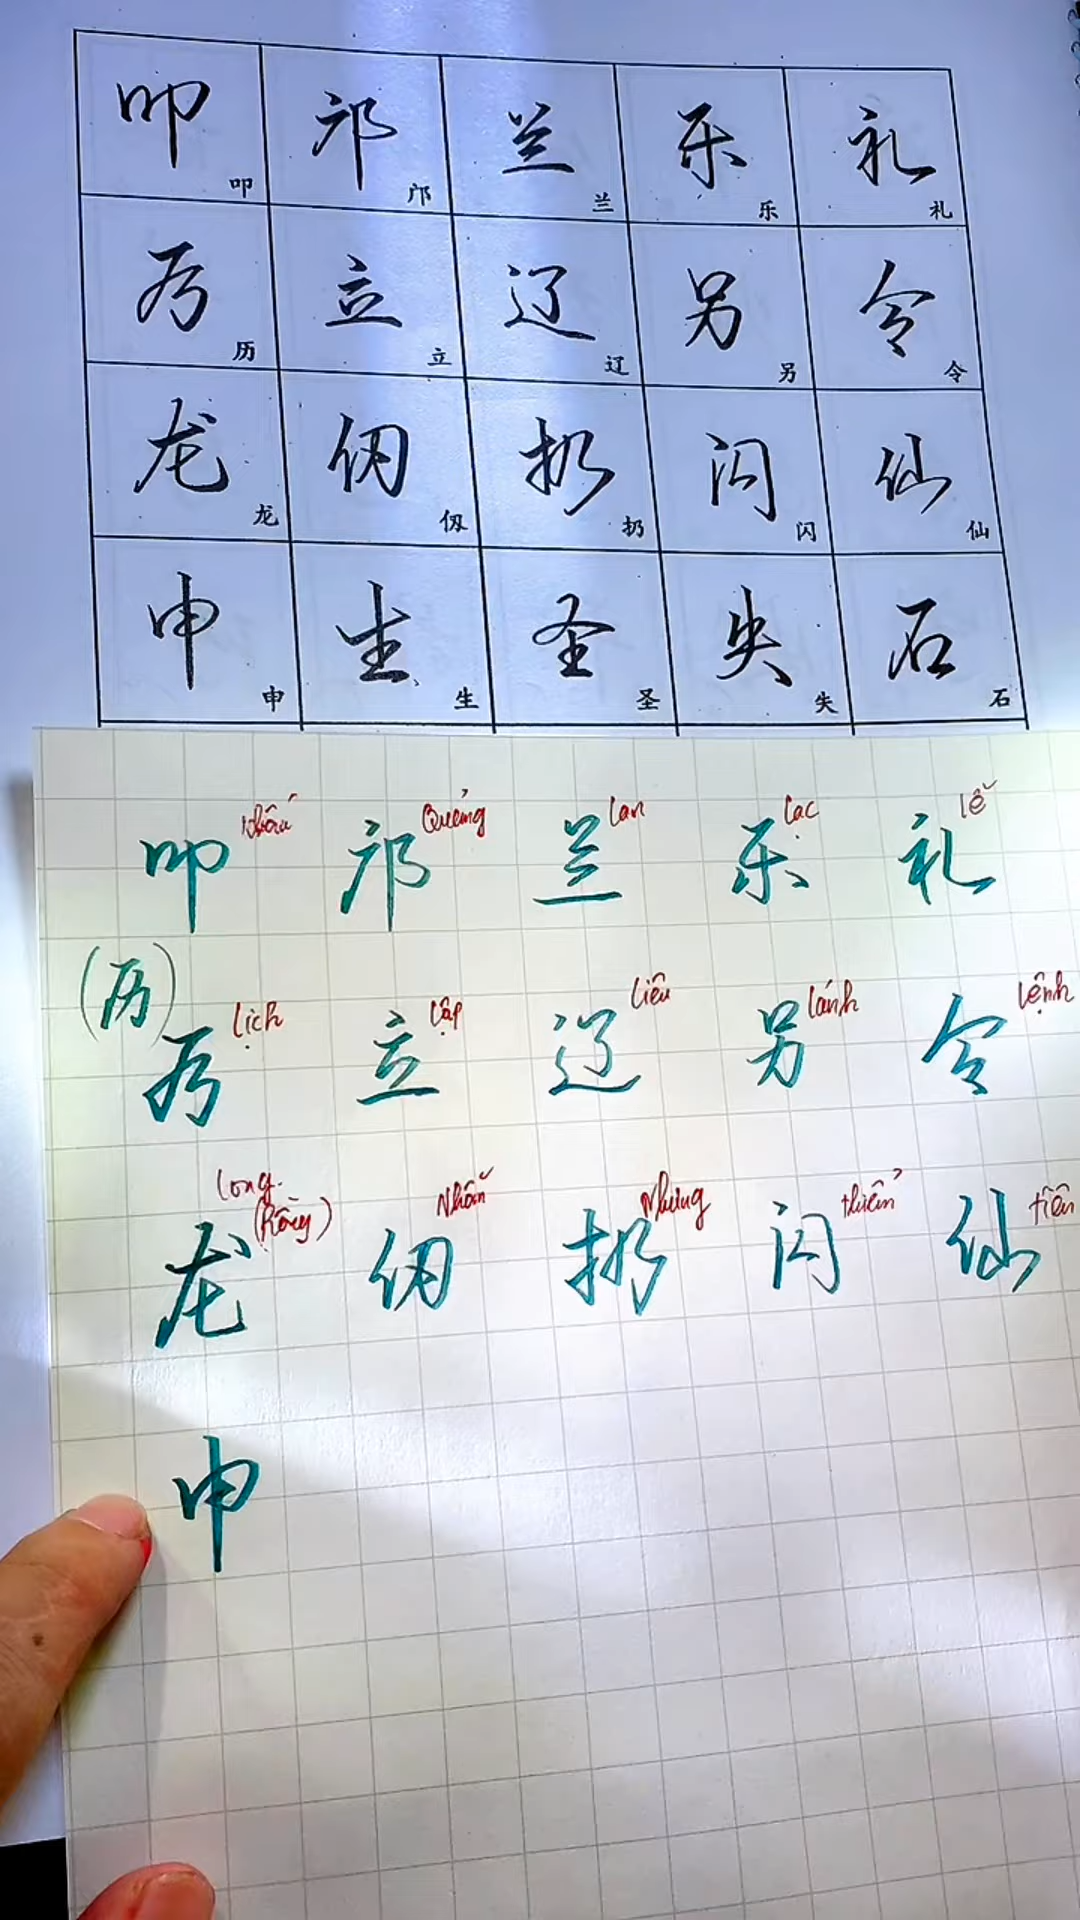 叩 邝 兰 乐 礼
叩 邝 兰 乐 礼
历 立 辽 另 令
历 立 辽 另 令
龙 仭 扔 闪 仙
龙 仭 扔 闪 仙
申 生 圣 失 石
申 生 圣 失 石
Khấu Quảng lan lạc lễ
叩 邝 兰 乐 礼
(历)
lịch lập liêu lánh lệnh
历 立 辽 另 令
long (Rồng) Nhẫn Nhưng thiểm tiên
龙 仭 扔 闪 仙
申